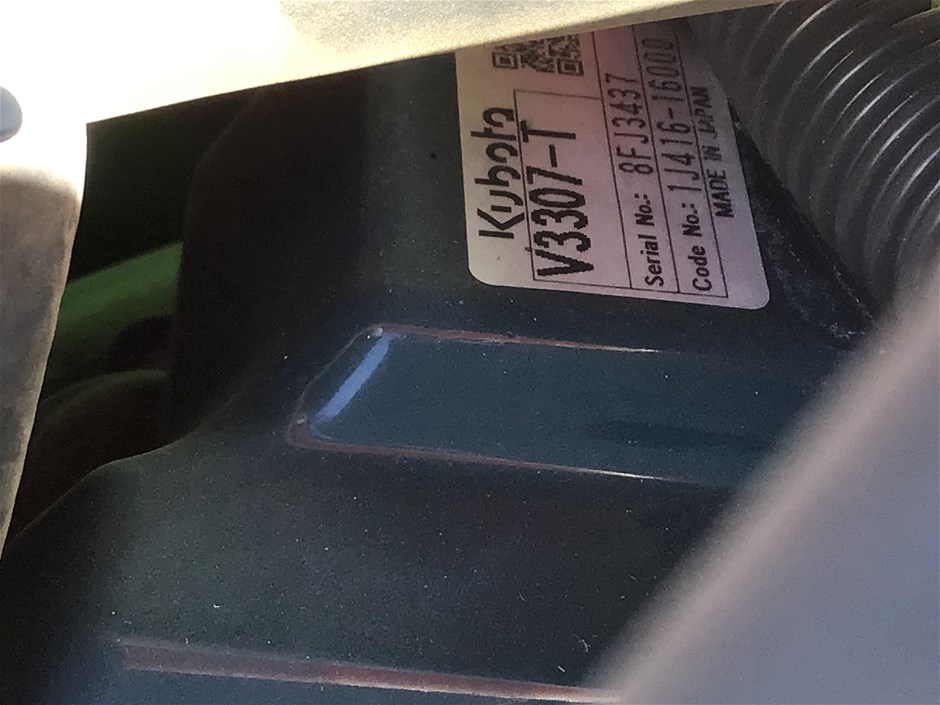 Kubota
V3307-T
Serial No.: 8FJ3437
Code No.: 1J416-16000
MADE IN JAPAN